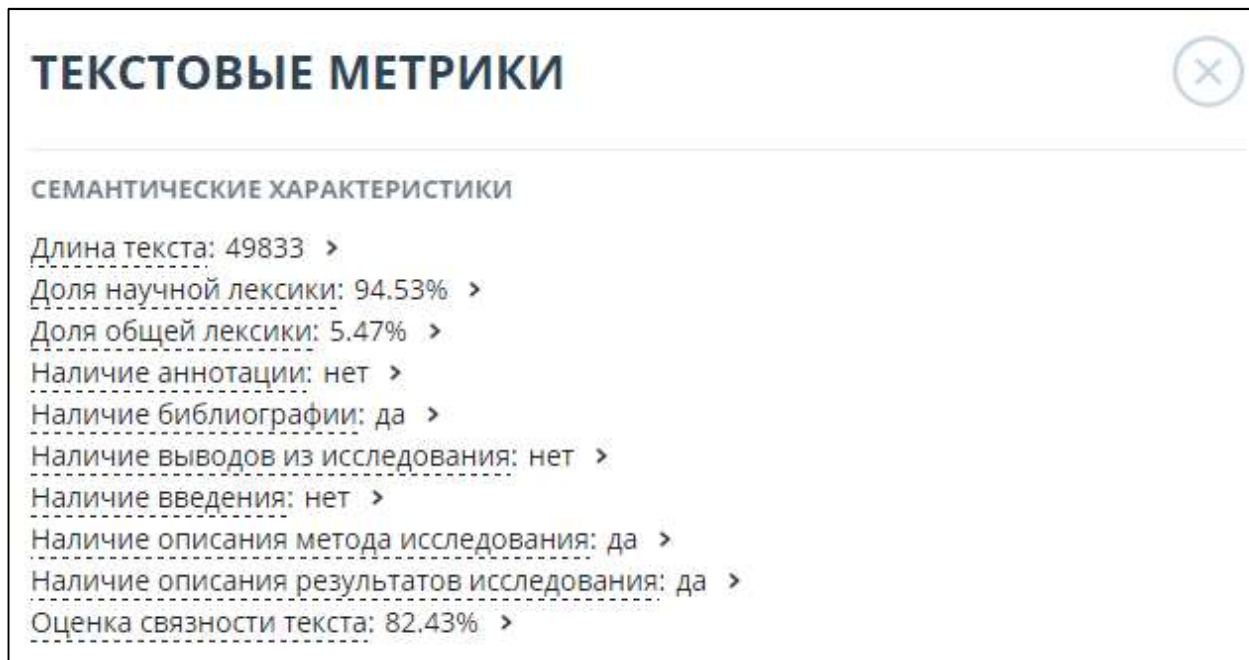 ТЕКСТОВЫЕ МЕТРИКИ
СЕМАНТИЧЕСКИЕ ХАРАКТЕРИСТИКИ
Длина текста: 49833 >
Доля научной лексики: 94.53% >
Доля общей лексики: 5.47% >
Наличие аннотации: нет >
Наличие библиографии: да >
Наличие выводов из исследования: нет >
Наличие введения: нет >
Наличие описания метода исследования: да >
Наличие описания результатов исследования: да >
Оценка связности текста: 82.43% >